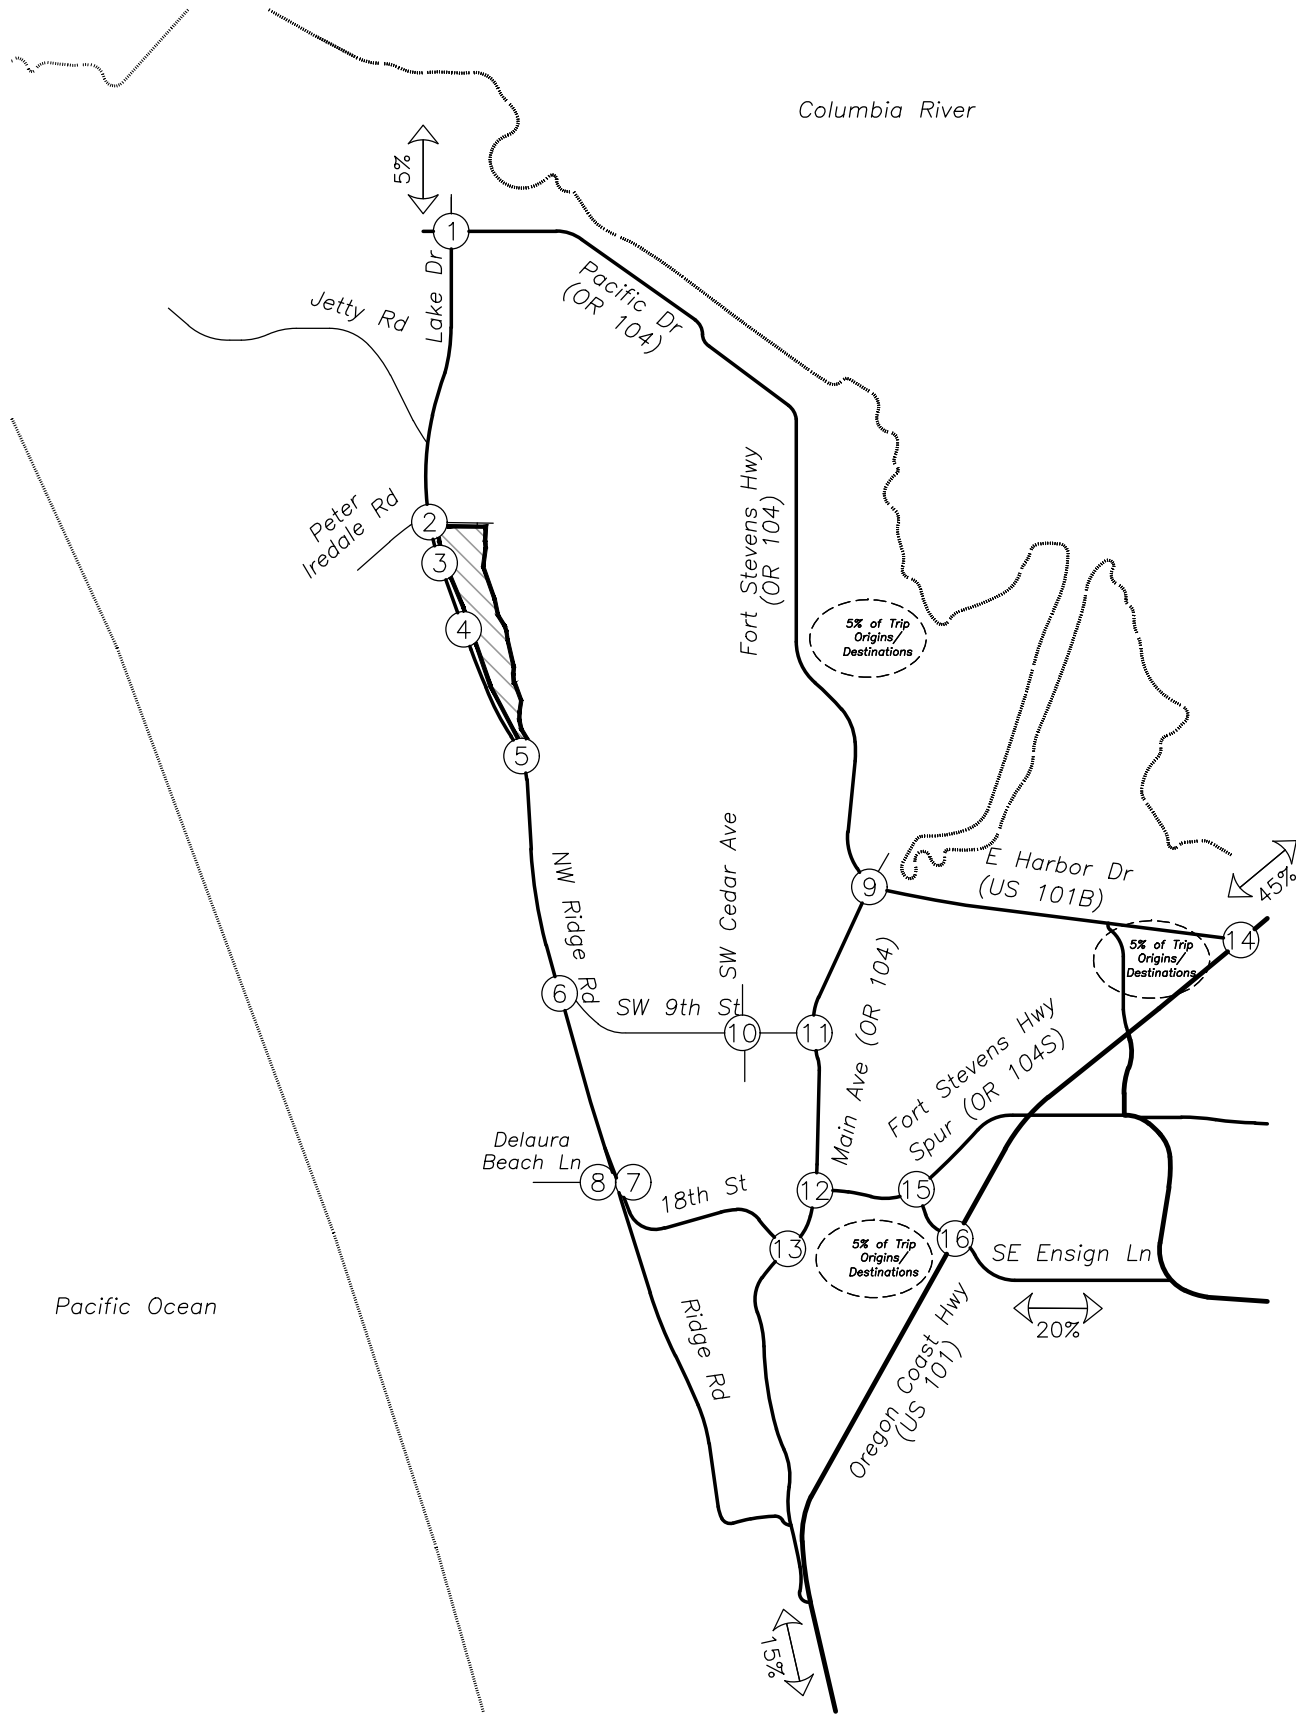 Columbia River
5%
1
Lake Dr
Jetty Rd
Pacific Dr
(OR 104)
Peter
Iredale Rd
2
3
4
5
Fort Stevens Hwy
(OR 104)
5% of Trip
Origins/
Destinations
NW Ridge Rd
SW Cedar Ave
9
E Harbor Dr
(US 101B)
45%
14
5% of Trip
Origins/
Destinations
6
SW 9th St
10
11
Main Ave (OR 104)
Fort Stevens Hwy
Spur (OR 104S)
Delaura
Beach Ln
8
7
18th St
12
15
13
16
5% of Trip
Origins/
Destinations
SE Ensign Ln
20%
Pacific Ocean
Ridge Rd
Oregon Coast Hwy
(US 101)
15%